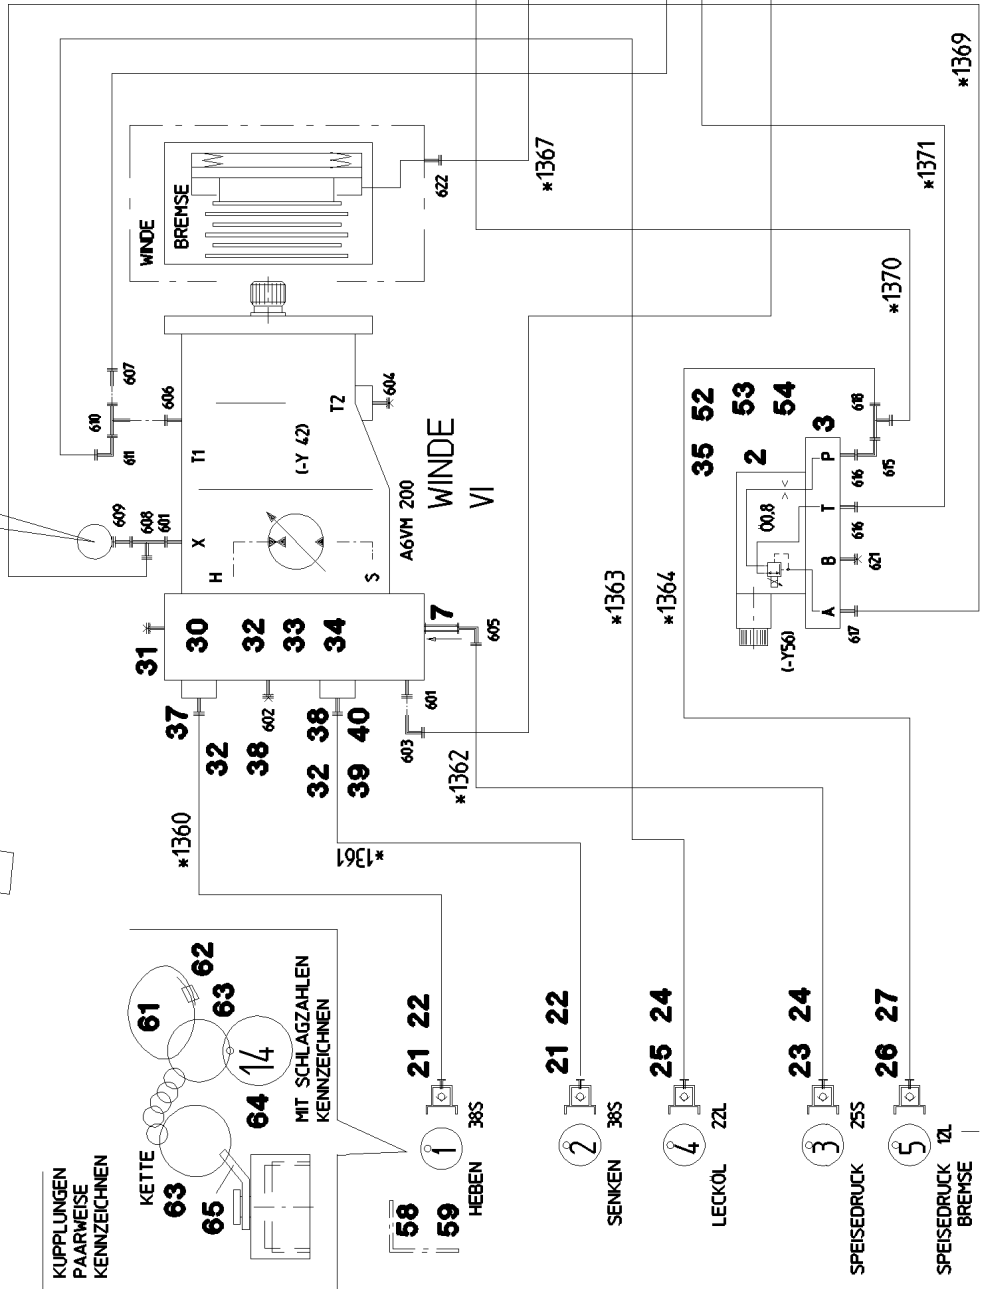 *1369
*1367
*1371
*1370
622
WINDE
BREMSE
607
610
606
611
T1
(-Y 42)
T2
604
609
608
601
X
H
S
A6VM 200
WINDE
VI
35 52
53
54
2
3
618
615
616
P
Ö0,8
T
616
B
621
A
617
(-Y56)
*1363
*1364
31
30
32
33
34
7
605
37
32
602
38
38
40
601
603
32
39
*1362
*1360
*1361
61
62
63
14
64
MIT SCHLAGZAHLEN
KENNZEICHNEN
KETTE
63
65
KUPPLUNGEN
PAARWEISE
KENNZEICHNEN
58
59
21 22
1
38S
HEBEN
21 22
2
38S
SENKEN
25 24
4
22L
LECKÖL
23 24
3
25S
SPEISEDRUCK
26 27
5
12L
SPEISEDRUCK
BREMSE